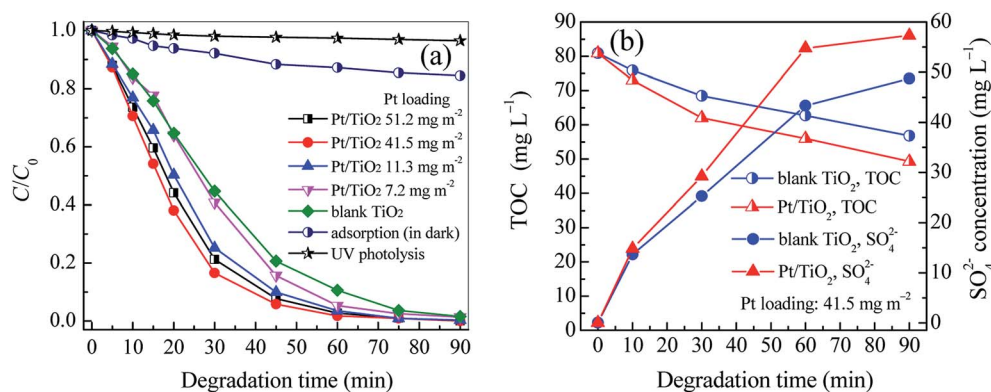 (a)
C/C₀
1.0
0.8
0.6
0.4
0.2
0.0
Pt loading
Pt/TiO₂ 51.2 mg m⁻²
Pt/TiO₂ 41.5 mg m⁻²
Pt/TiO₂ 11.3 mg m⁻²
Pt/TiO₂ 7.2 mg m⁻²
blank TiO₂
adsorption (in dark)
UV photolysis
0 10 20 30 40 50 60 70 80 90
Degradation time (min)
(b)
TOC (mg L⁻¹)
90
80
70
60
50
40
30
20
10
0
blank TiO₂, TOC
Pt/TiO₂, TOC
blank TiO₂, SO₄²⁻
Pt/TiO₂, SO₄²⁻
Pt loading: 41.5 mg m⁻²
60
50
40
30
20
10
0
SO₄²⁻ concentration (mg L⁻¹)
0 10 20 30 40 50 60 70 80 90
Degradation time (min)